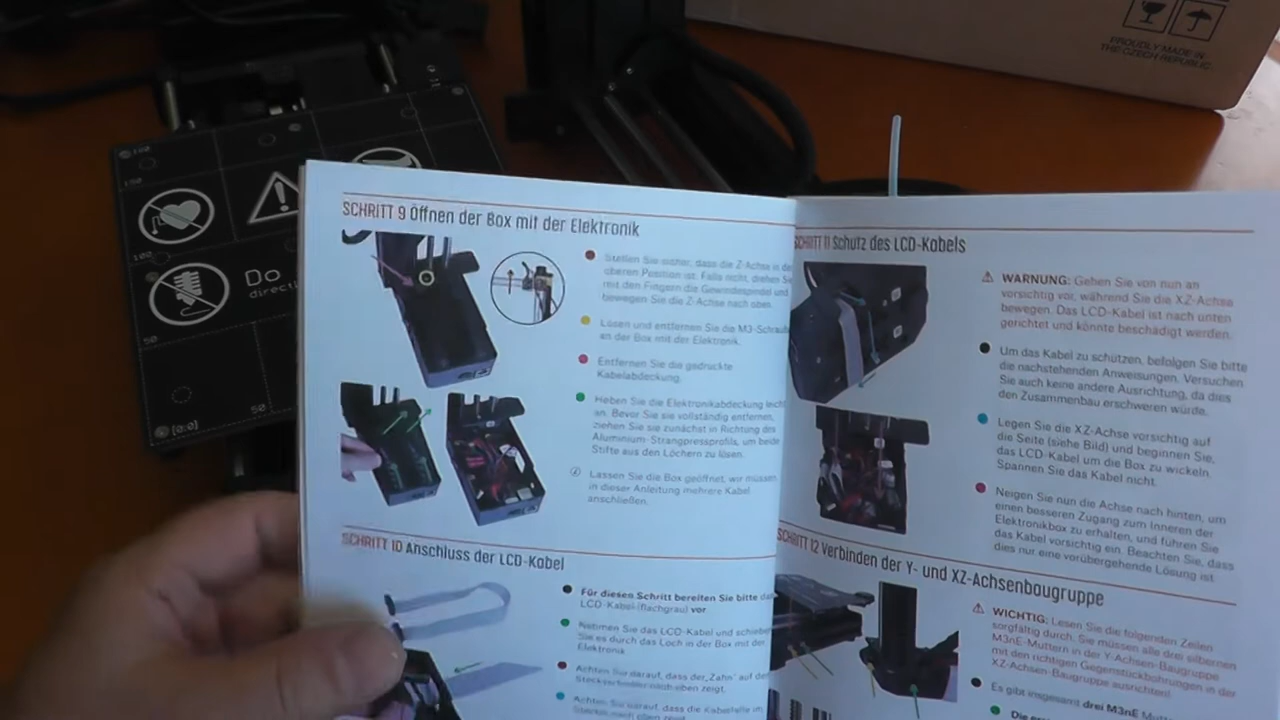 PROUDLY MADE IN
THE CZECH REPUBLIC
150
100
50
50
[0:0]
Do
SCHRITT 9 Öffnen der Box mit der Elektronik
Stellen Sie sicher, dass die Z-Achse in
oberen Position ist. Falls nicht, drehen
mit den Fingern die Gewindespindel und
bewegen Sie die Z-Achse nach oben.
Lösen und entfernen Sie die M3-Schraube
an der Box mit der Elektronik.
Entfernen Sie die gedruckte
Kabelabdeckung.
Heben Sie die Elektronikabdeckung leicht
an. Bevor Sie sie vollständig entfernen,
ziehen Sie sie zunächst in Richtung des
Aluminium-Strangpressprofils, um beide
Stifte aus den Löchern zu lösen.
Lassen Sie die Box geöffnet, wir müssen
in dieser Anleitung mehrere Kabel
anschließen.
SCHRITT 10 Anschluss der LCD-Kabel
Für diesen Schritt bereiten Sie bitte
LCD-Kabel (flachgrau) vor
Nehmen Sie das LCD-Kabel und schieben
Sie es durch das Loch in der Box mit der
Elektronik
Achten Sie darauf, dass der „Zahn" auf
nach oben zeigt.
Achten Sie darauf, dass die
SCHRITT 11 Schutz des LCD-Kabels
WARNUNG: Gehen Sie von nun an
vorsichtig vor, während Sie die XZ-Achse
bewegen. Das LCD-Kabel ist nach unten
gerichtet und könnte beschädigt werden.
Um das Kabel zu schützen, befolgen Sie bitte
die nachstehenden Anweisungen. Versuchen
Sie auch keine andere Ausrichtung, da dies
den Zusammenbau erschweren würde.
Legen Sie die XZ-Achse vorsichtig auf
die Seite (siehe Bild) und beginnen Sie,
das LCD-Kabel um die Box zu wickeln.
Spannen Sie das Kabel nicht.
Neigen Sie nun die Achse nach hinten, um
einen besseren Zugang zum Inneren der
Elektronikbox zu erhalten, und führen Sie
das Kabel vorsichtig ein. Beachten Sie, dass
dies nur eine vorübergehende Lösung ist.
SCHRITT 12 Verbinden der Y- und XZ-Achsenbaugruppe
WICHTIG: Lesen Sie die folgenden Zeilen
sorgfältig durch. Sie müssen alle drei silbernen
M3nE-Muttern in der Y-Achsen-Baugruppe
mit den richtigen Gegenstückbohrungen in der
XZ-Achsen-Baugruppe ausrichten!
Es gibt insgesamt drei M3nE
Die